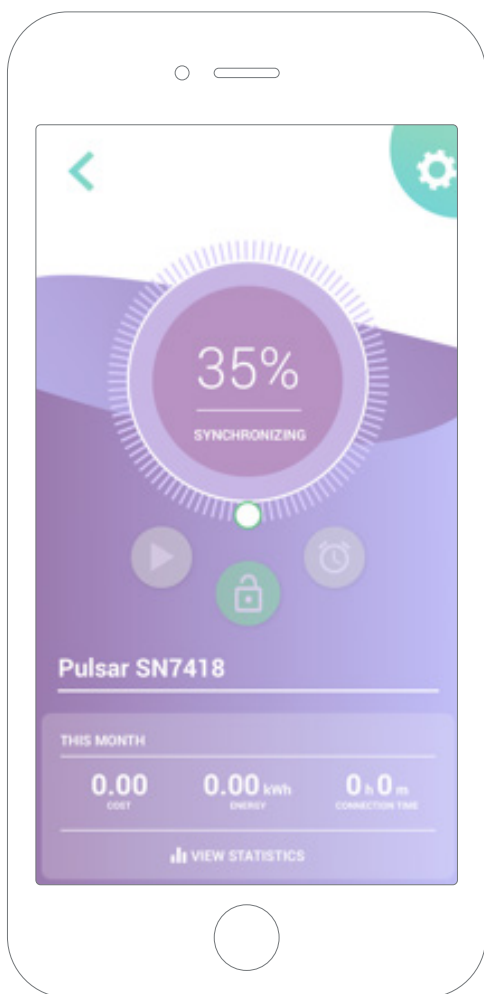 35%
SYNCHRONIZING
Pulsar SN7418
THIS MONTH
0.00 0.00 kWh 0 h 0 m
COST ENERGY CONNECTION TIME
VIEW STATISTICS